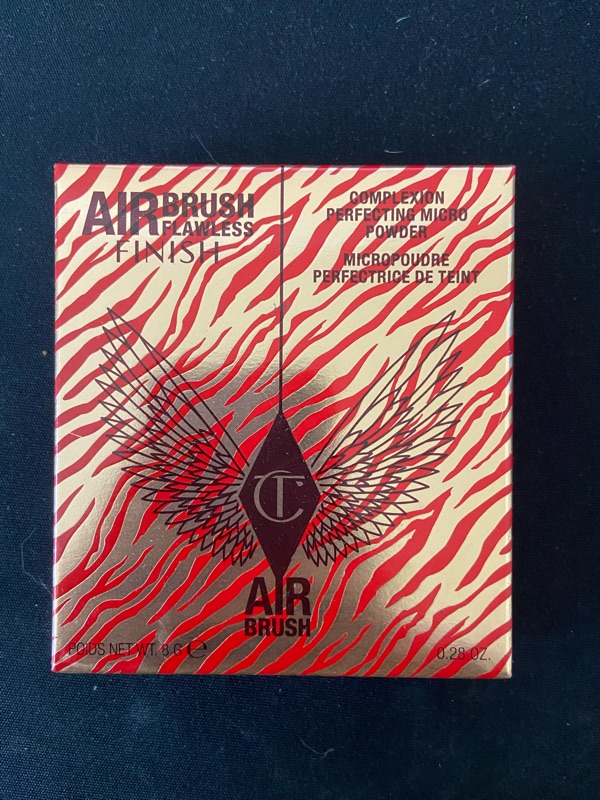 AIRBRUSH
FLAWLESS
FINISH
COMPLEXION
PERFECTING MICRO
POWDER
MICROPOUDRE
PERFECTRICE DE TEINT
CT
AIR
BRUSH
POIDS NET WT. 8 G ℮
0.28 OZ.